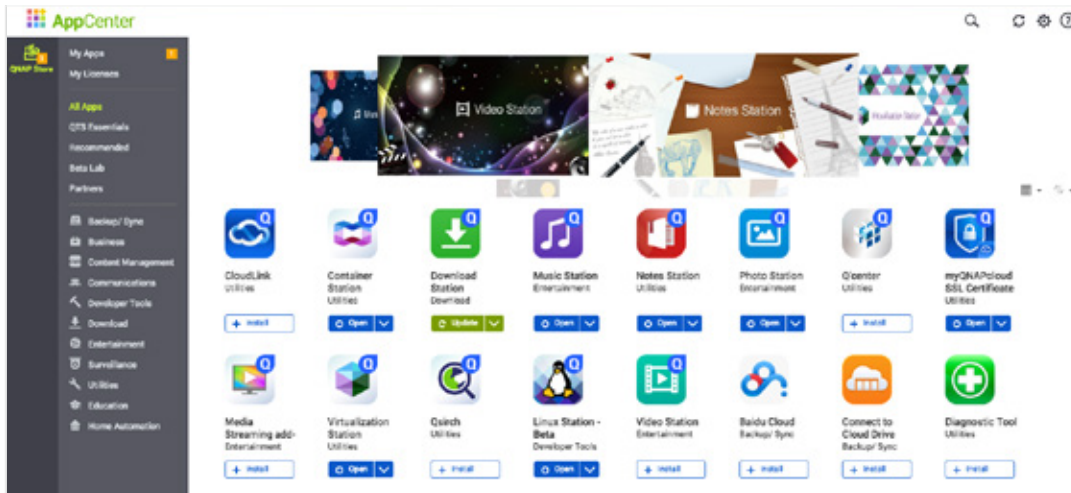 AppCenter
QNAP Store
My Apps
My Licenses
All Apps
QTS Essentials
Recommended
Beta Lab
Partners
Backup/ Sync
Business
Content Management
Communications
Developer Tools
Download
Entertainment
Surveillance
Utilities
Education
Home Automation
Video Station
Notes Station
Virtualization Station
CloudLink
Utilities
+ Install
Container
Station
Utilities
Open
Download
Station
Download
Update
Music Station
Entertainment
Open
Notes Station
Utilities
Open
Photo Station
Entertainment
Open
Q'center
Utilities
+ Install
myQNAPcloud
SSL Certificate
Utilities
Open
Media
Streaming add-
Entertainment
+ Install
Virtualization
Station
Utilities
Open
Qsirch
Utilities
+ Install
Linux Station -
Beta
Developer Tools
Open
Video Station
Entertainment
+ Install
Baidu Cloud
Backup/ Sync
+ Install
Connect to
Cloud Drive
Backup/ Sync
+ Install
Diagnostic Tool
Utilities
+ Install